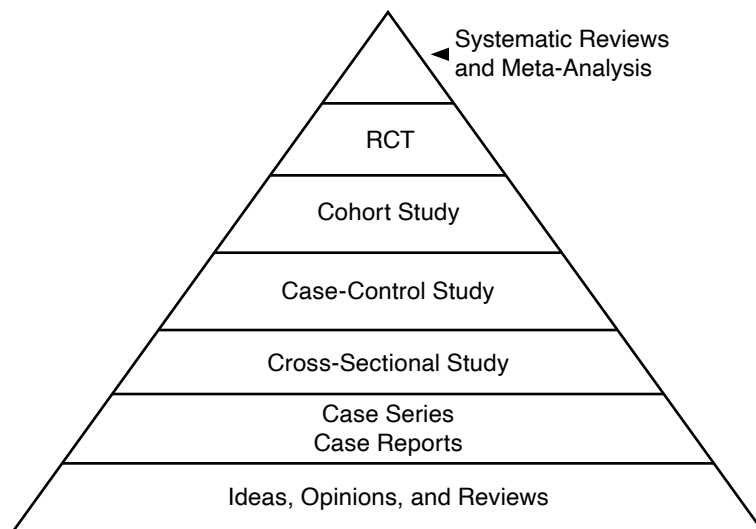 Systematic Reviews
and Meta-Analysis
RCT
Cohort Study
Case-Control Study
Cross-Sectional Study
Case Series
Case Reports
Ideas, Opinions, and Reviews